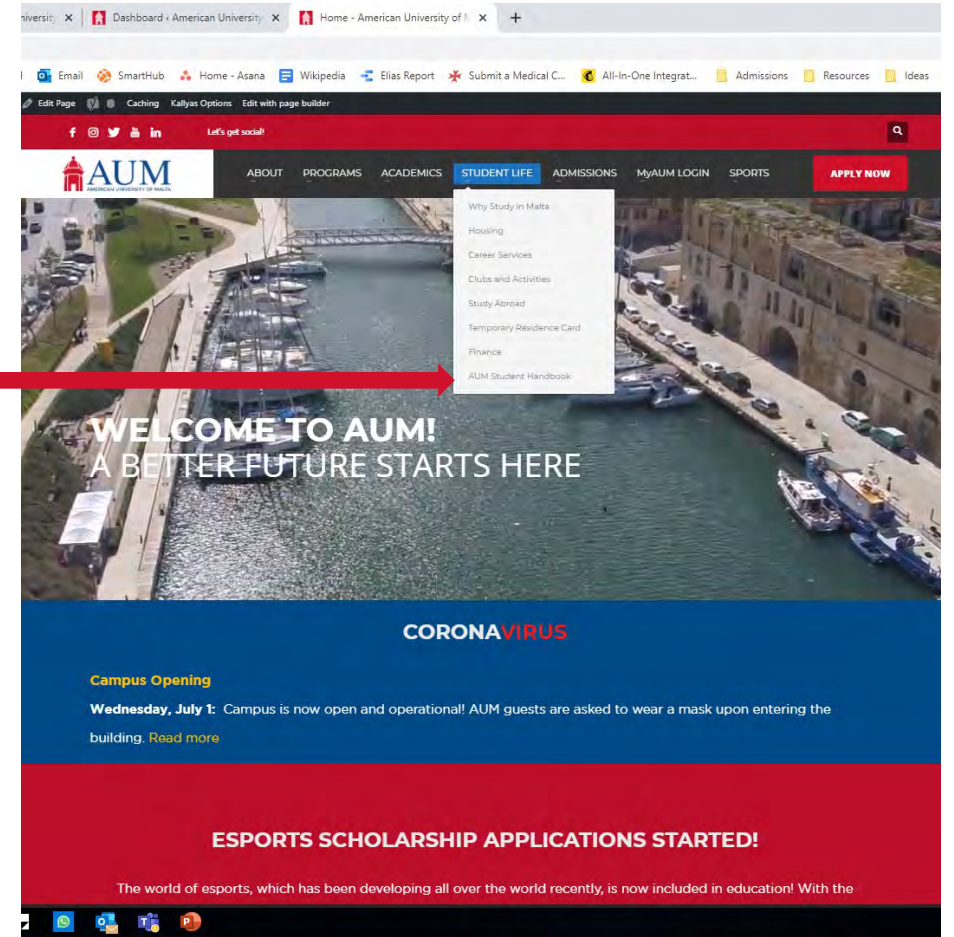 niversit
Dashboard ‹ American University
Home - American University of M
Email
SmartHub
Home - Asana
Wikipedia
Elias Report
Submit a Medical C...
All-In-One Integrat...
Admissions
Resources
Ideas
Edit Page
Caching
Kallyas Options
Edit with page builder
Let's get social!
AUM
AMERICAN UNIVERSITY OF MALTA
ABOUT
PROGRAMS
ACADEMICS
STUDENT LIFE
ADMISSIONS
MyAUM LOGIN
SPORTS
APPLY NOW
Why Study in Malta
Housing
Career Services
Clubs and Activities
Study Abroad
Temporary Residence Card
Finance
AUM Student Handbook
WELCOME TO AUM!
A BETTER FUTURE STARTS HERE
CORONAVIRUS
Campus Opening
Wednesday, July 1: Campus is now open and operational! AUM guests are asked to wear a mask upon entering the
building. Read more
ESPORTS SCHOLARSHIP APPLICATIONS STARTED!
The world of esports, which has been developing all over the world recently, is now included in education! With the